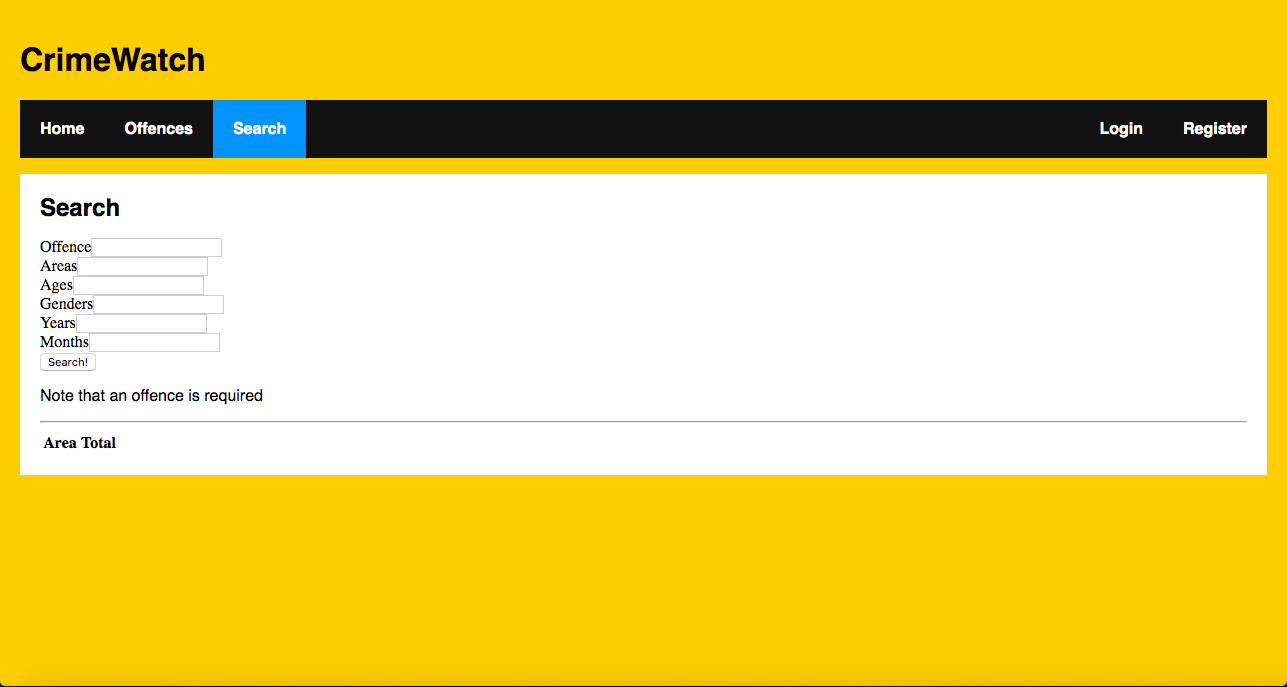 CrimeWatch
Home Offences Search Login Register
Search
Offence
Areas
Ages
Genders
Years
Months
Search!
Note that an offence is required
Area Total